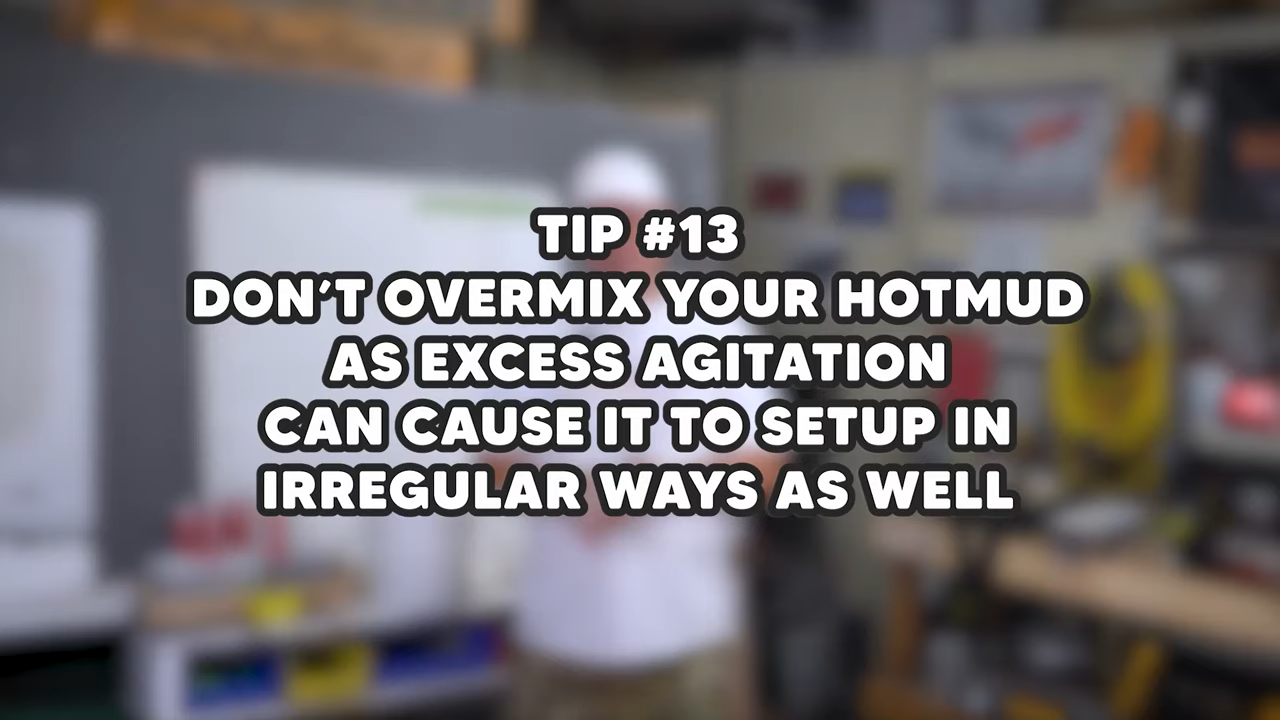 TIP #13
DON'T OVERMIX YOUR HOTMUD
AS EXCESS AGITATION
CAN CAUSE IT TO SETUP IN
IRREGULAR WAYS AS WELL